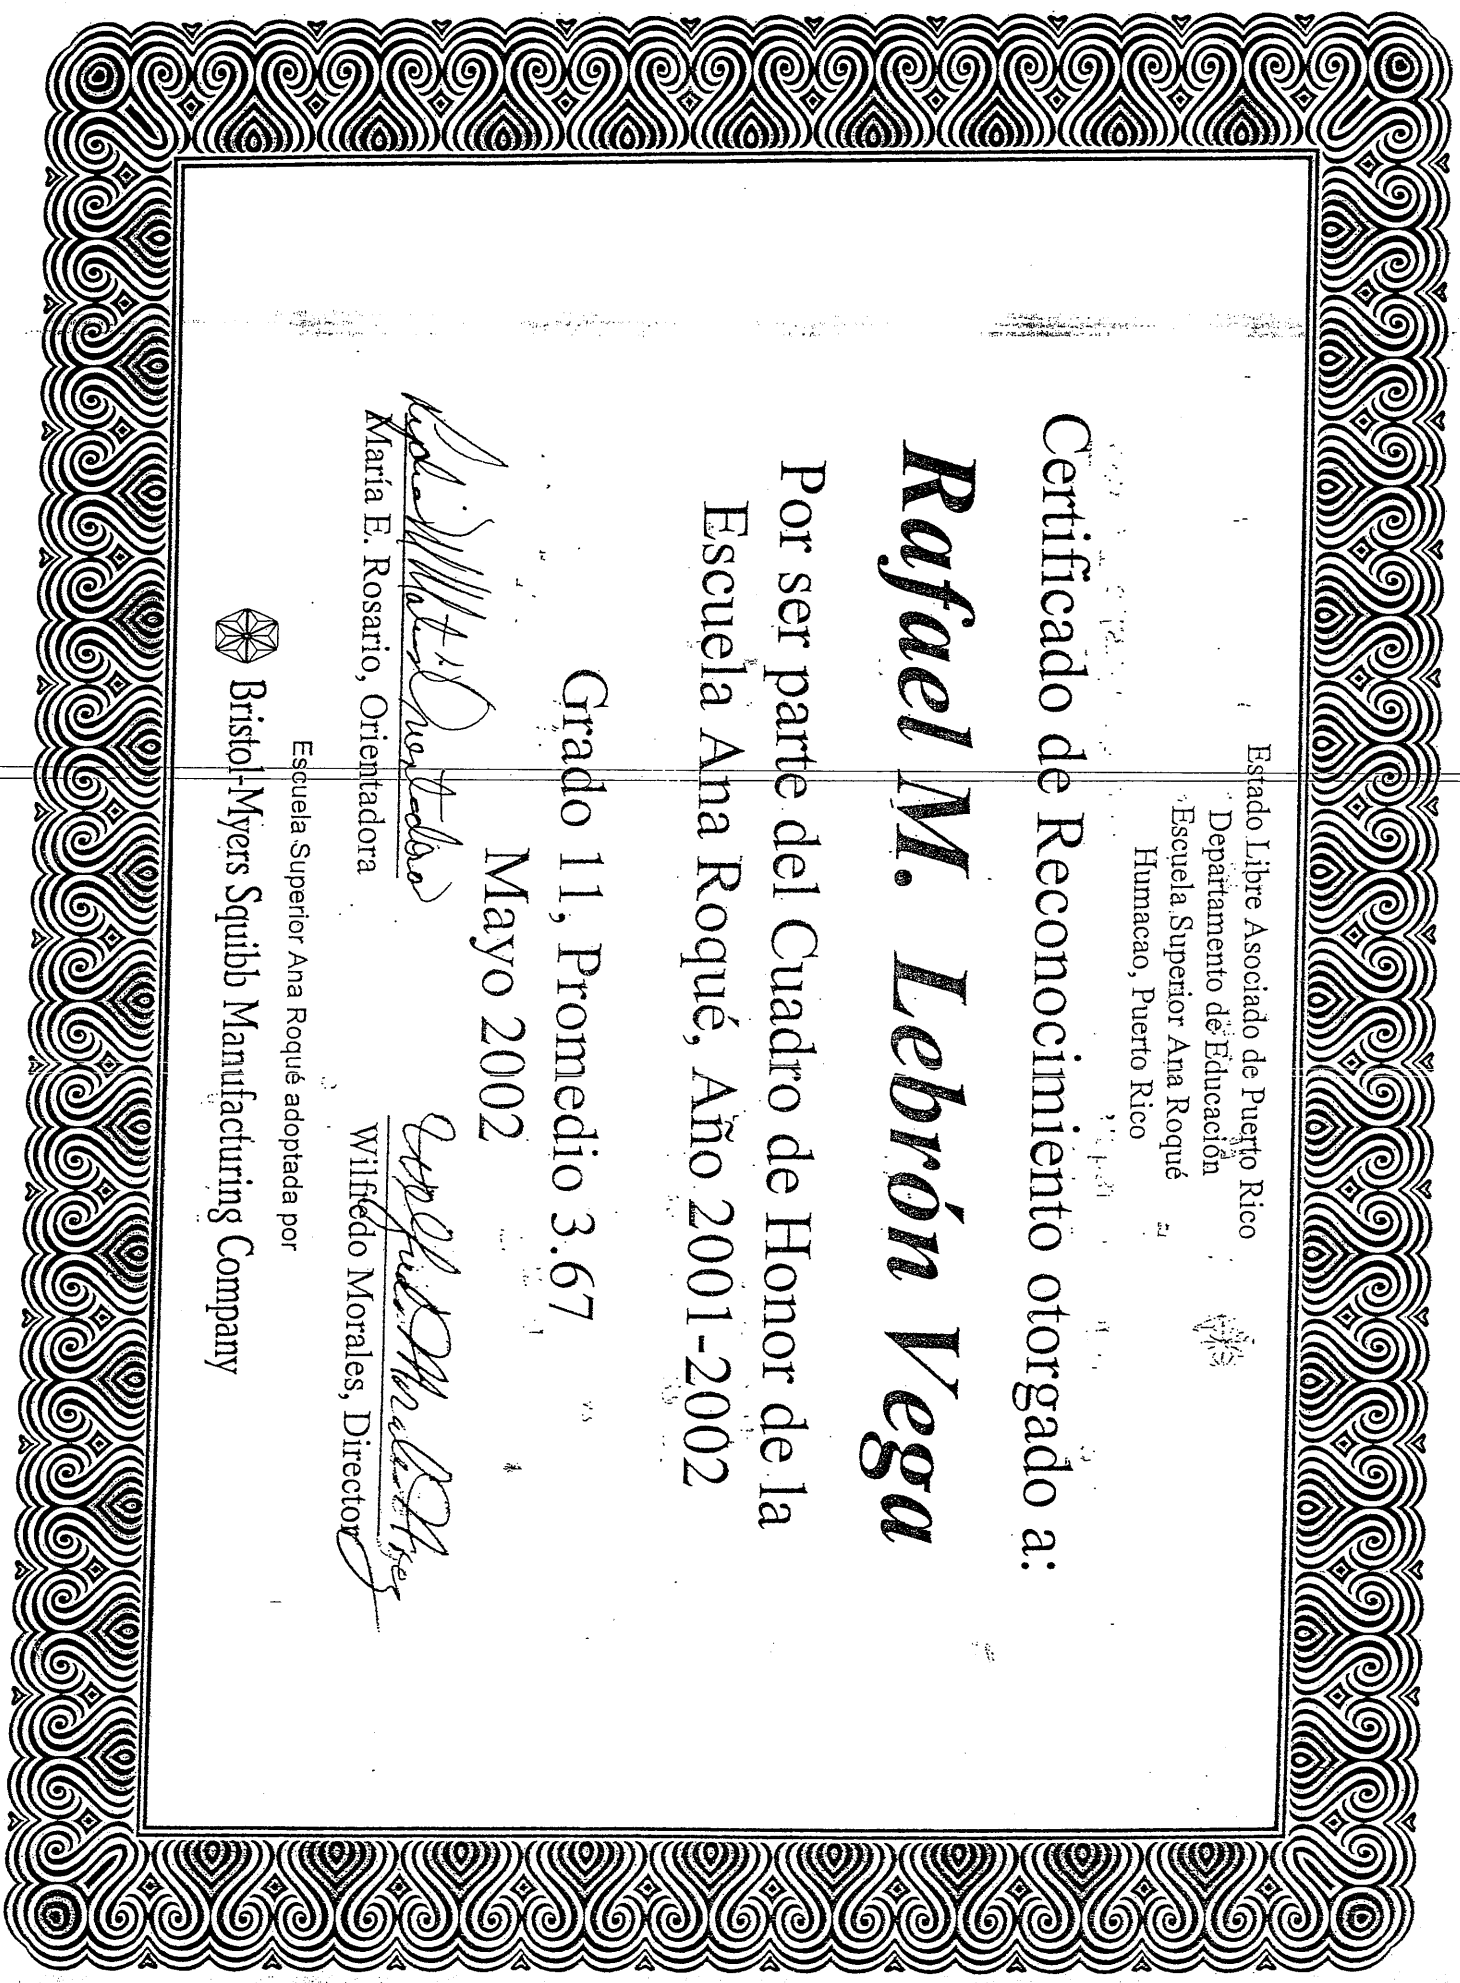 Estado Libre Asociado de Puerto Rico
Departamento de Educación
Escuela Superior Ana Roqué
Humacao, Puerto Rico
Certificado de Reconocimiento otorgado a:
Rafael M. Lebrón Vega
Por ser parte del Cuadro de Honor de la
Escuela Ana Roqué, Año 2001-2002
Grado 11, Promedio 3.67
Mayo 2002
María E. Rosario, Orientadora
Wilfredo Morales, Director
Escuela Superior Ana Roqué adoptada por
Bristol-Myers Squibb Manufacturing Company